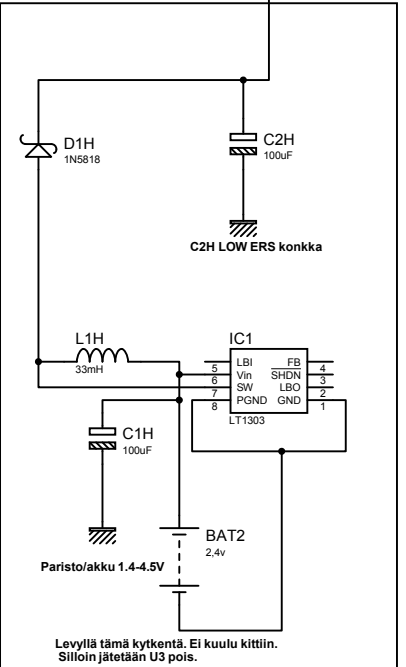 D1H
1N5818
C2H
100uF
C2H LOW ERS konkka
L1H
33mH
IC1
LBI
FB
5
Vin
SHDN
4
6
SW
LBO
3
7
PGND
GND
2
8
1
LT1303
C1H
100uF
BAT2
2,4v
Paristo/akku 1.4-4.5V
Levyllä tämä kytkentä. Ei kuulu kittiin.
Silloin jätetään U3 pois.